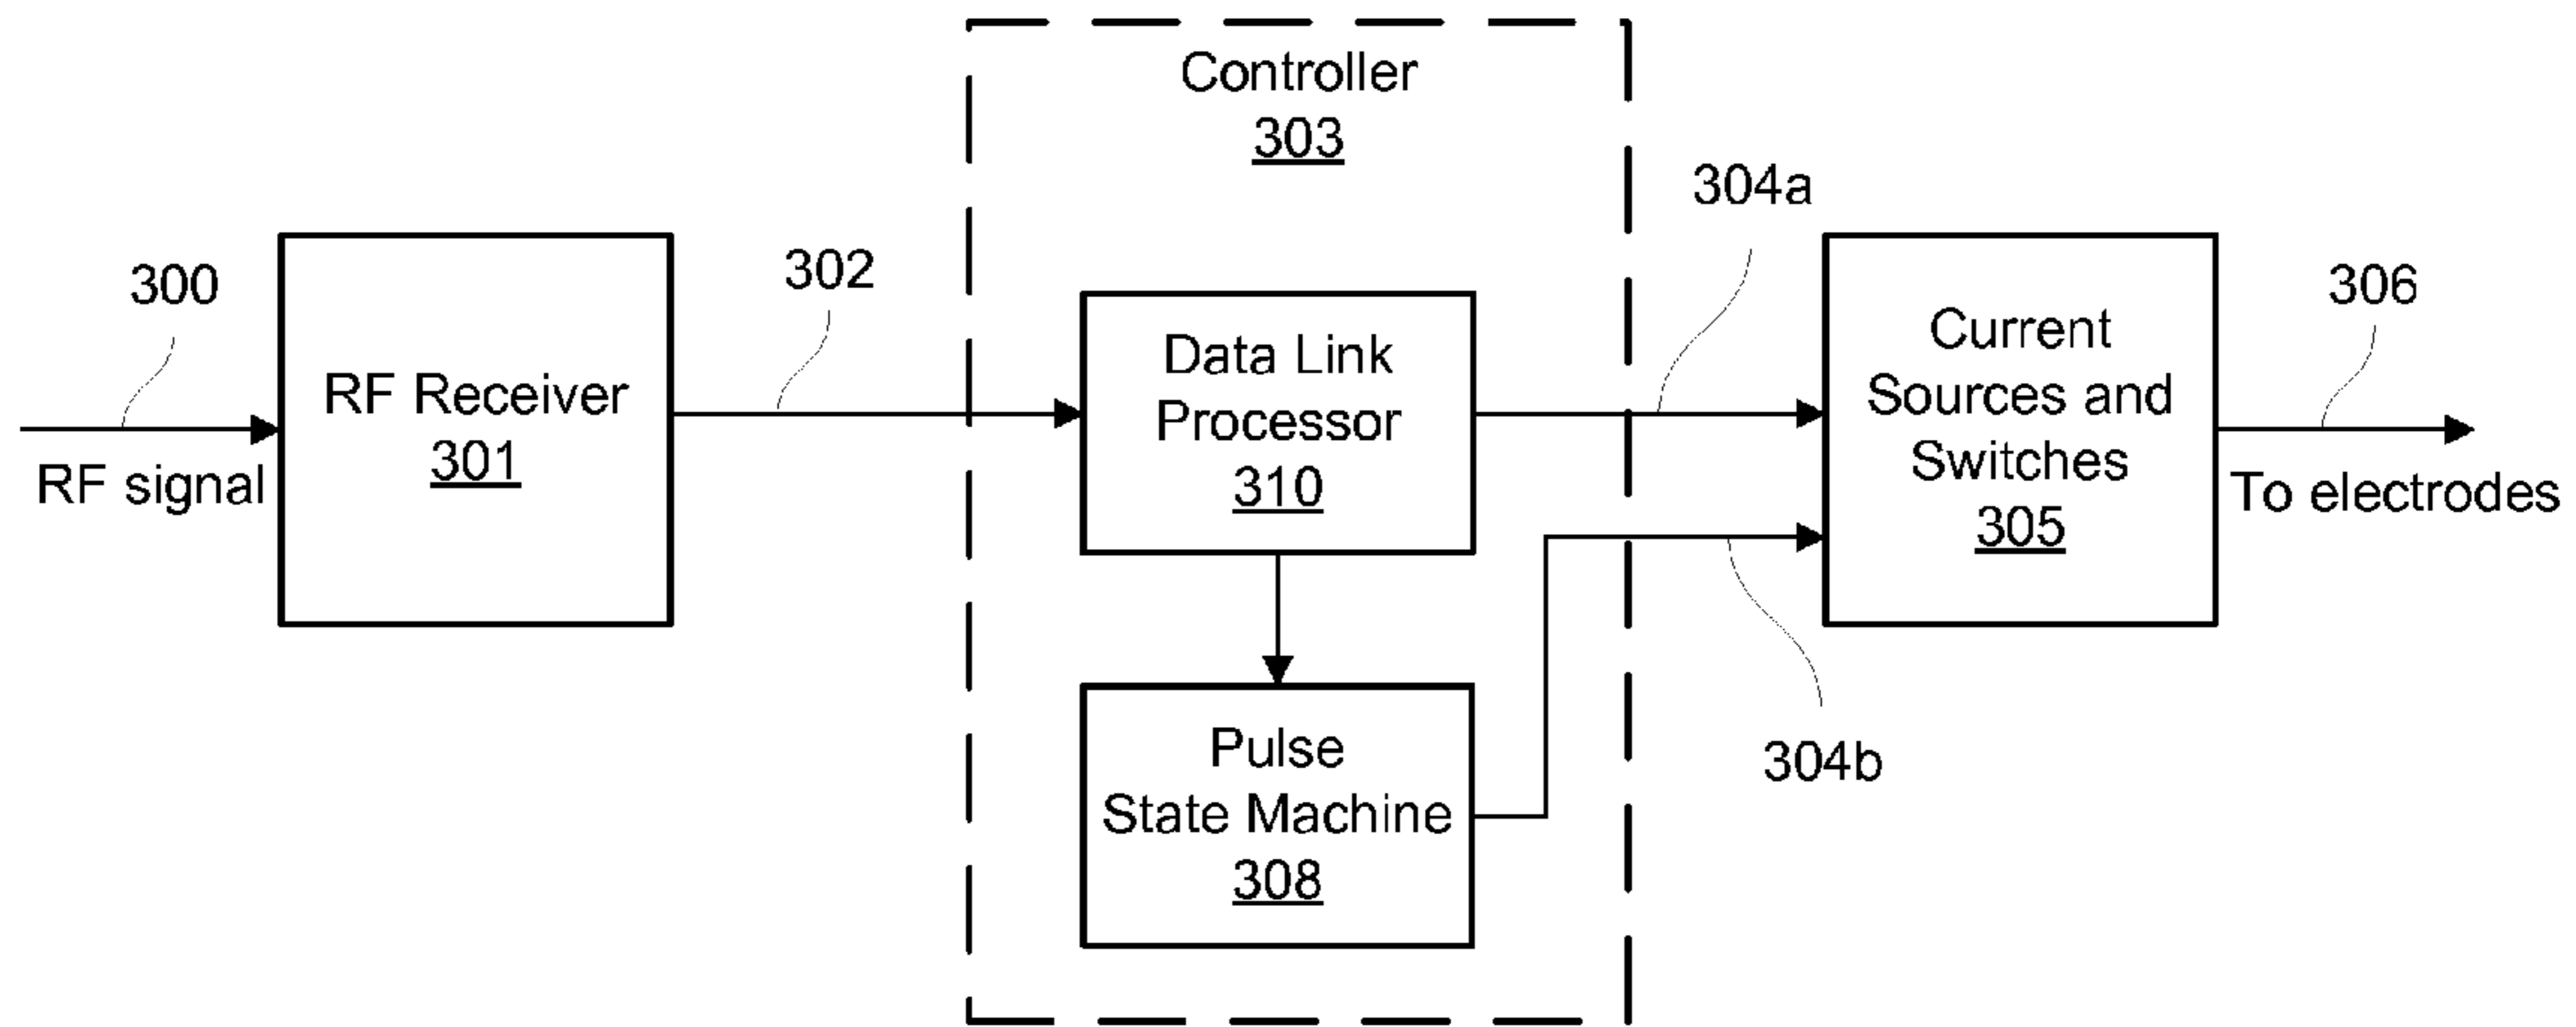 Controller
303
304a
300
302
306
RF Receiver
301
RF signal
Data Link
Processor
310
Current
Sources and
Switches
305
To electrodes
304b
Pulse
State Machine
308